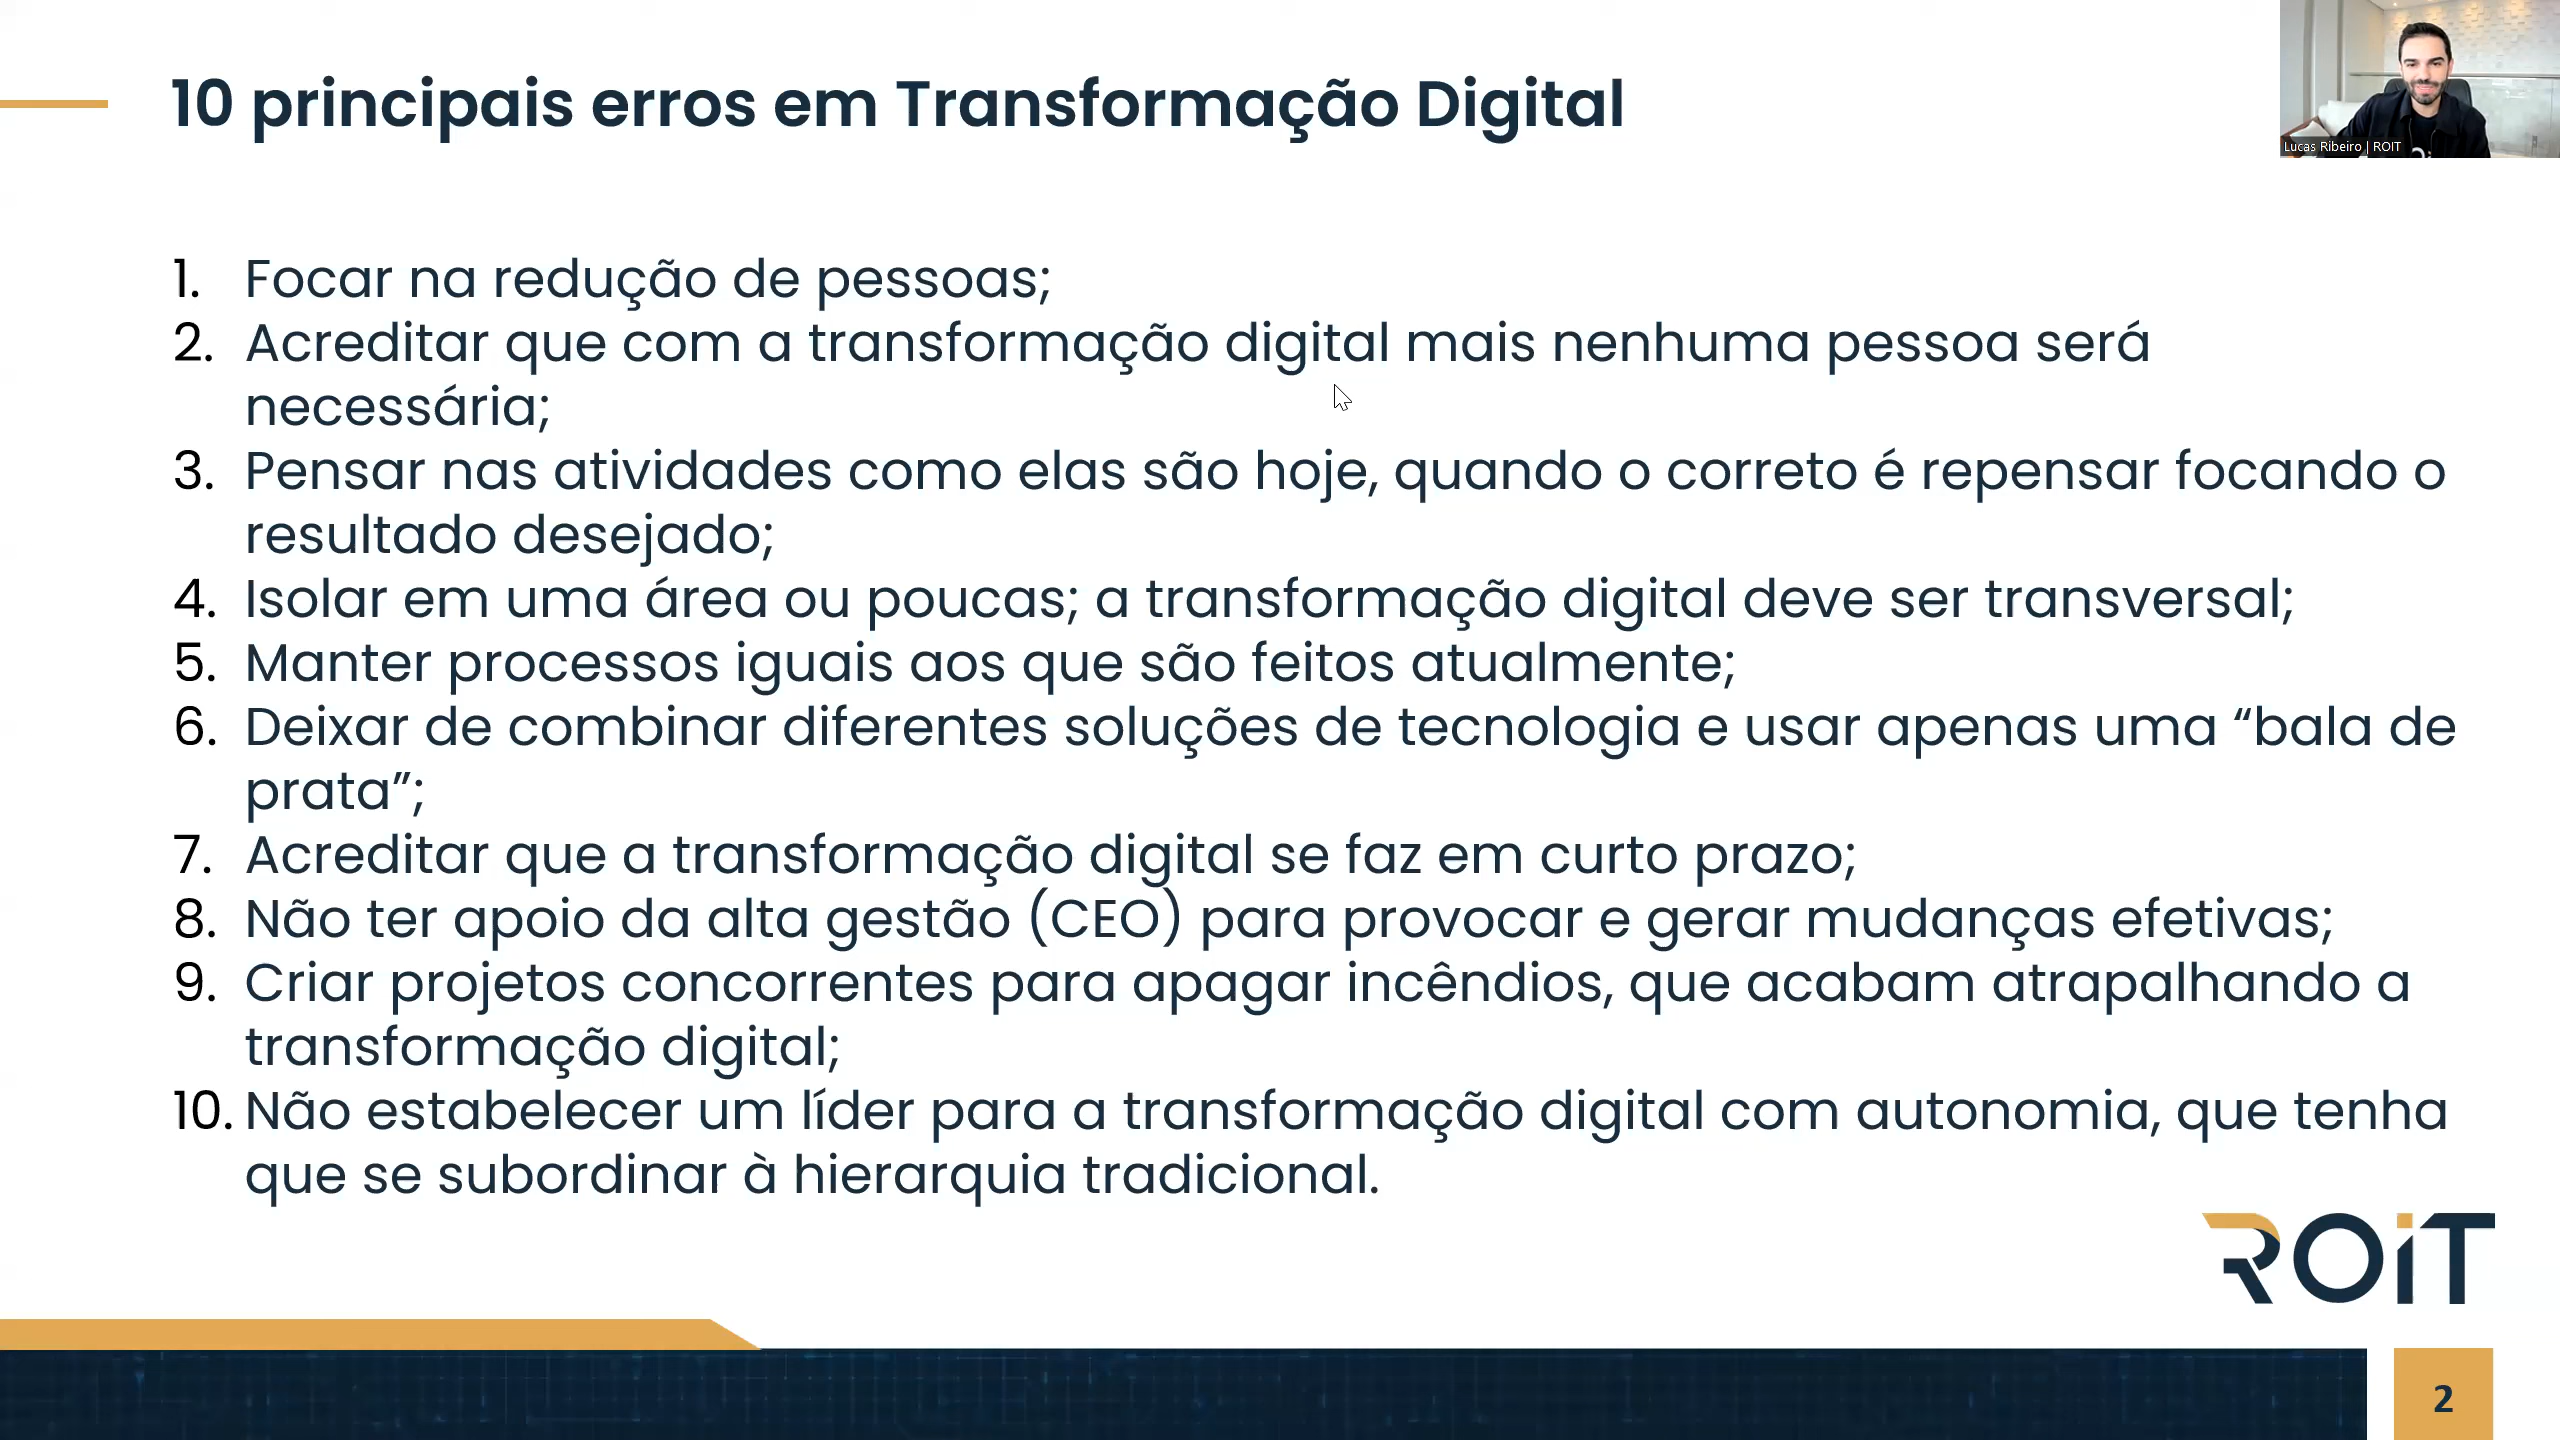 10 principais erros em Transformação Digital
Lucas Ribeiro | ROIT
1. Focar na redução de pessoas;
2. Acreditar que com a transformação digital mais nenhuma pessoa será
necessária;
3. Pensar nas atividades como elas são hoje, quando o correto é repensar focando o
resultado desejado;
4. Isolar em uma área ou poucas; a transformação digital deve ser transversal;
5. Manter processos iguais aos que são feitos atualmente;
6. Deixar de combinar diferentes soluções de tecnologia e usar apenas uma “bala de
prata”;
7. Acreditar que a transformação digital se faz em curto prazo;
8. Não ter apoio da alta gestão (CEO) para provocar e gerar mudanças efetivas;
9. Criar projetos concorrentes para apagar incêndios, que acabam atrapalhando a
transformação digital;
10. Não estabelecer um líder para a transformação digital com autonomia, que tenha
que se subordinar à hierarquia tradicional.
ROiT
2